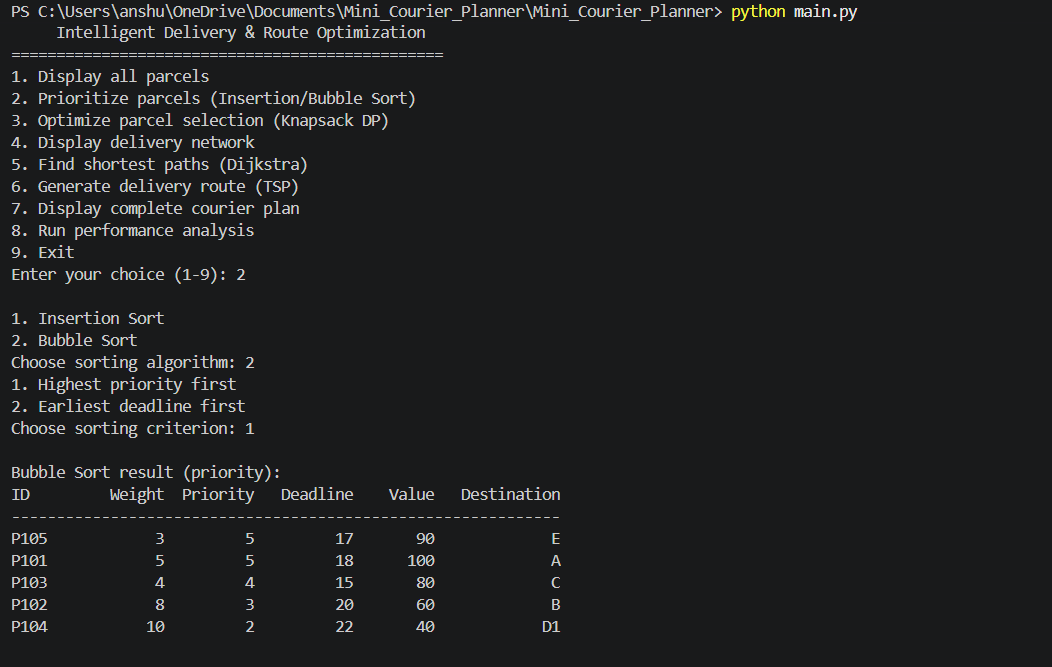 PS C:\Users\anshu\OneDrive\Documents\Mini_Courier_Planner\Mini_Courier_Planner> python main.py
     Intelligent Delivery & Route Optimization
================================================
1. Display all parcels
2. Prioritize parcels (Insertion/Bubble Sort)
3. Optimize parcel selection (Knapsack DP)
4. Display delivery network
5. Find shortest paths (Dijkstra)
6. Generate delivery route (TSP)
7. Display complete courier plan
8. Run performance analysis
9. Exit
Enter your choice (1-9): 2

1. Insertion Sort
2. Bubble Sort
Choose sorting algorithm: 2
1. Highest priority first
2. Earliest deadline first
Choose sorting criterion: 1

Bubble Sort result (priority):
ID         Weight  Priority   Deadline    Value   Destination
-------------------------------------------------------------
P105            3         5         17       90             E
P101            5         5         18      100             A
P103            4         4         15       80             C
P102            8         3         20       60             B
P104           10         2         22       40            D1